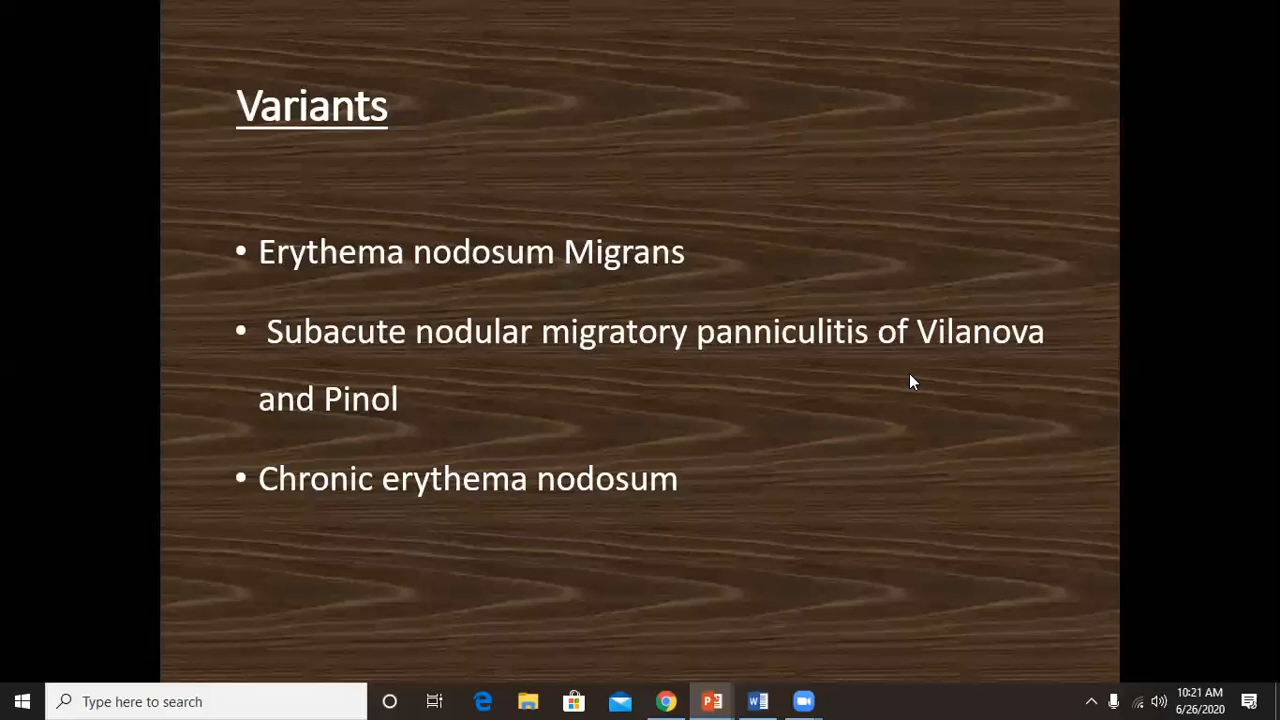 Variants
• Erythema nodosum Migrans
• Subacute nodular migratory panniculitis of Vilanova
and Pinol
• Chronic erythema nodosum
Type here to search
10:21 AM
6/26/2020